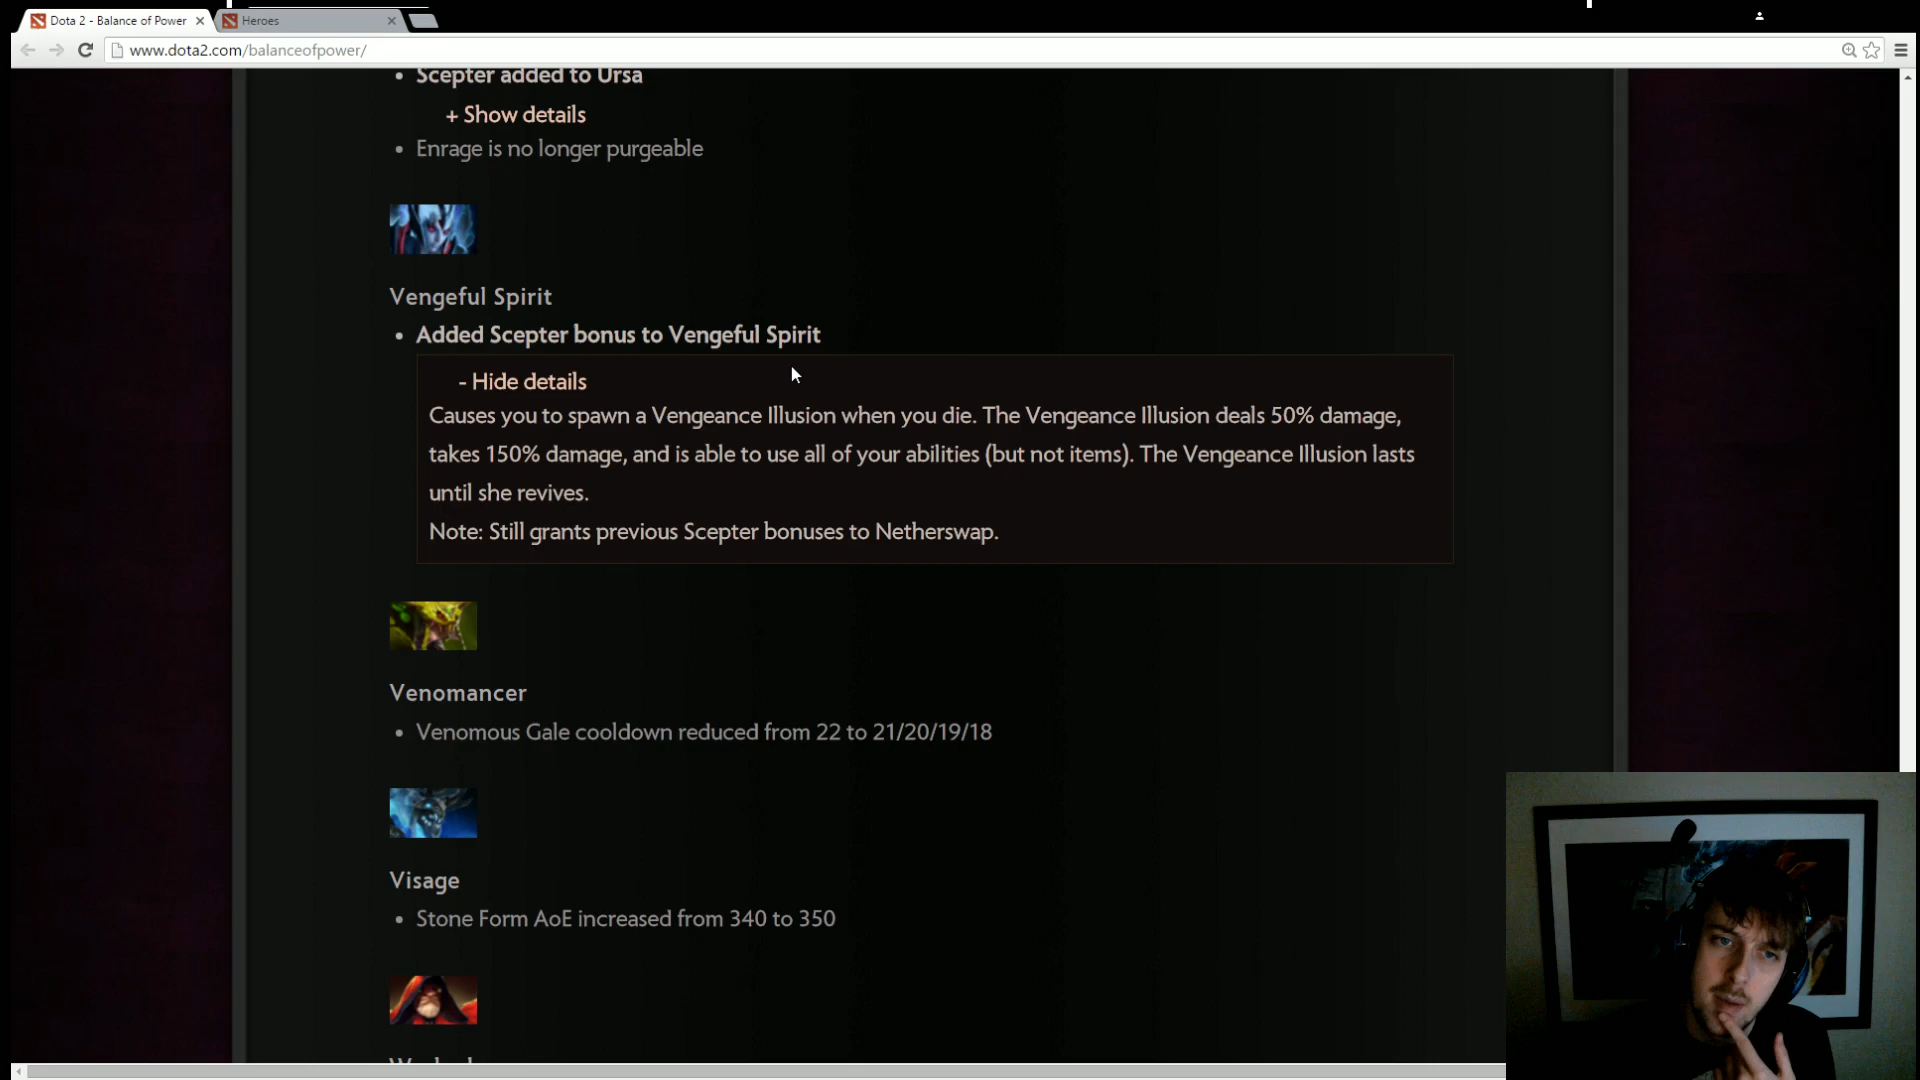 Dota 2 - Balance of Power
Heroes
www.dota2.com/balanceofpower/
Scepter added to Ursa
+ Show details
Enrage is no longer purgeable
Vengeful Spirit
Added Scepter bonus to Vengeful Spirit
- Hide details
Causes you to spawn a Vengeance Illusion when you die. The Vengeance Illusion deals 50% damage,
takes 150% damage, and is able to use all of your abilities (but not items). The Vengeance Illusion lasts
until she revives.
Note: Still grants previous Scepter bonuses to Netherswap.
Venomancer
Venomous Gale cooldown reduced from 22 to 21/20/19/18
Visage
Stone Form AoE increased from 340 to 350